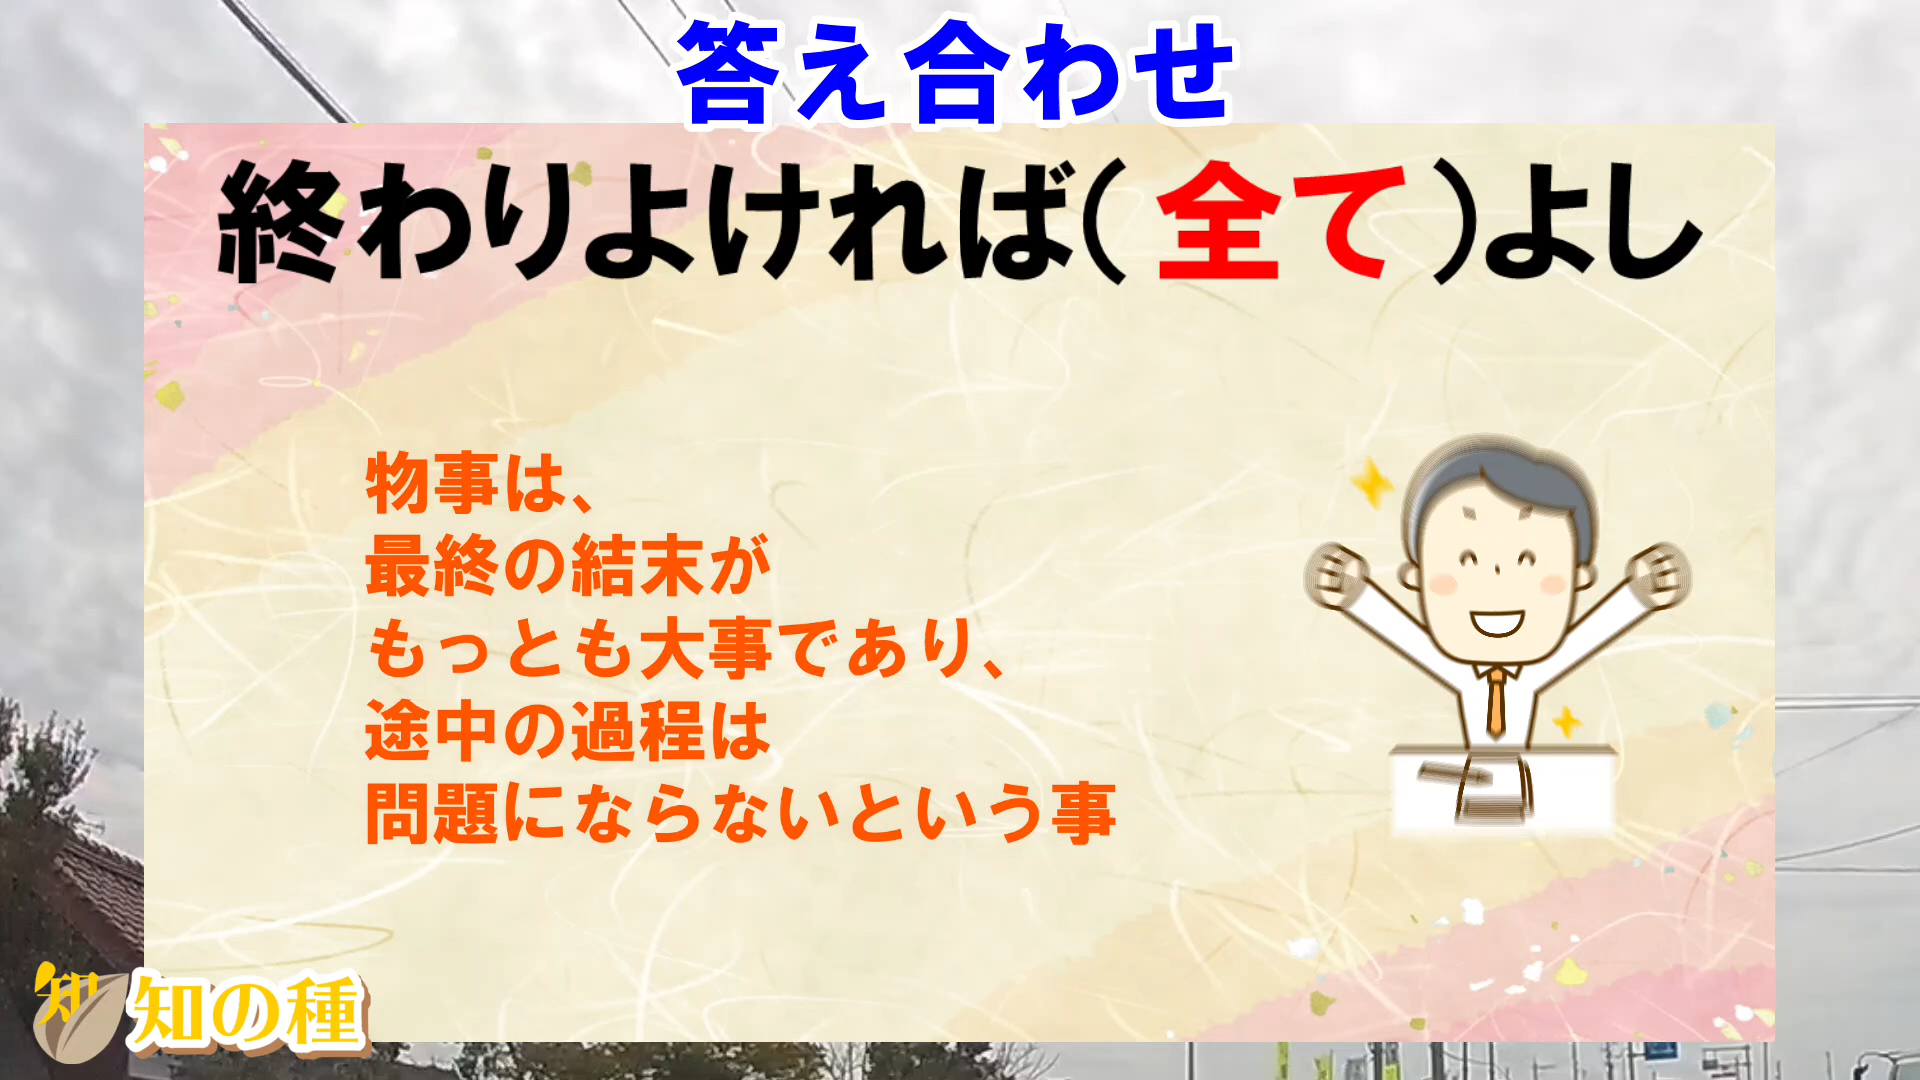 答え合わせ
終わりよければ(全て)よし
物事は、
最終の結末が
もっとも大事であり、
途中の過程は
問題にならないという事
知 知の種